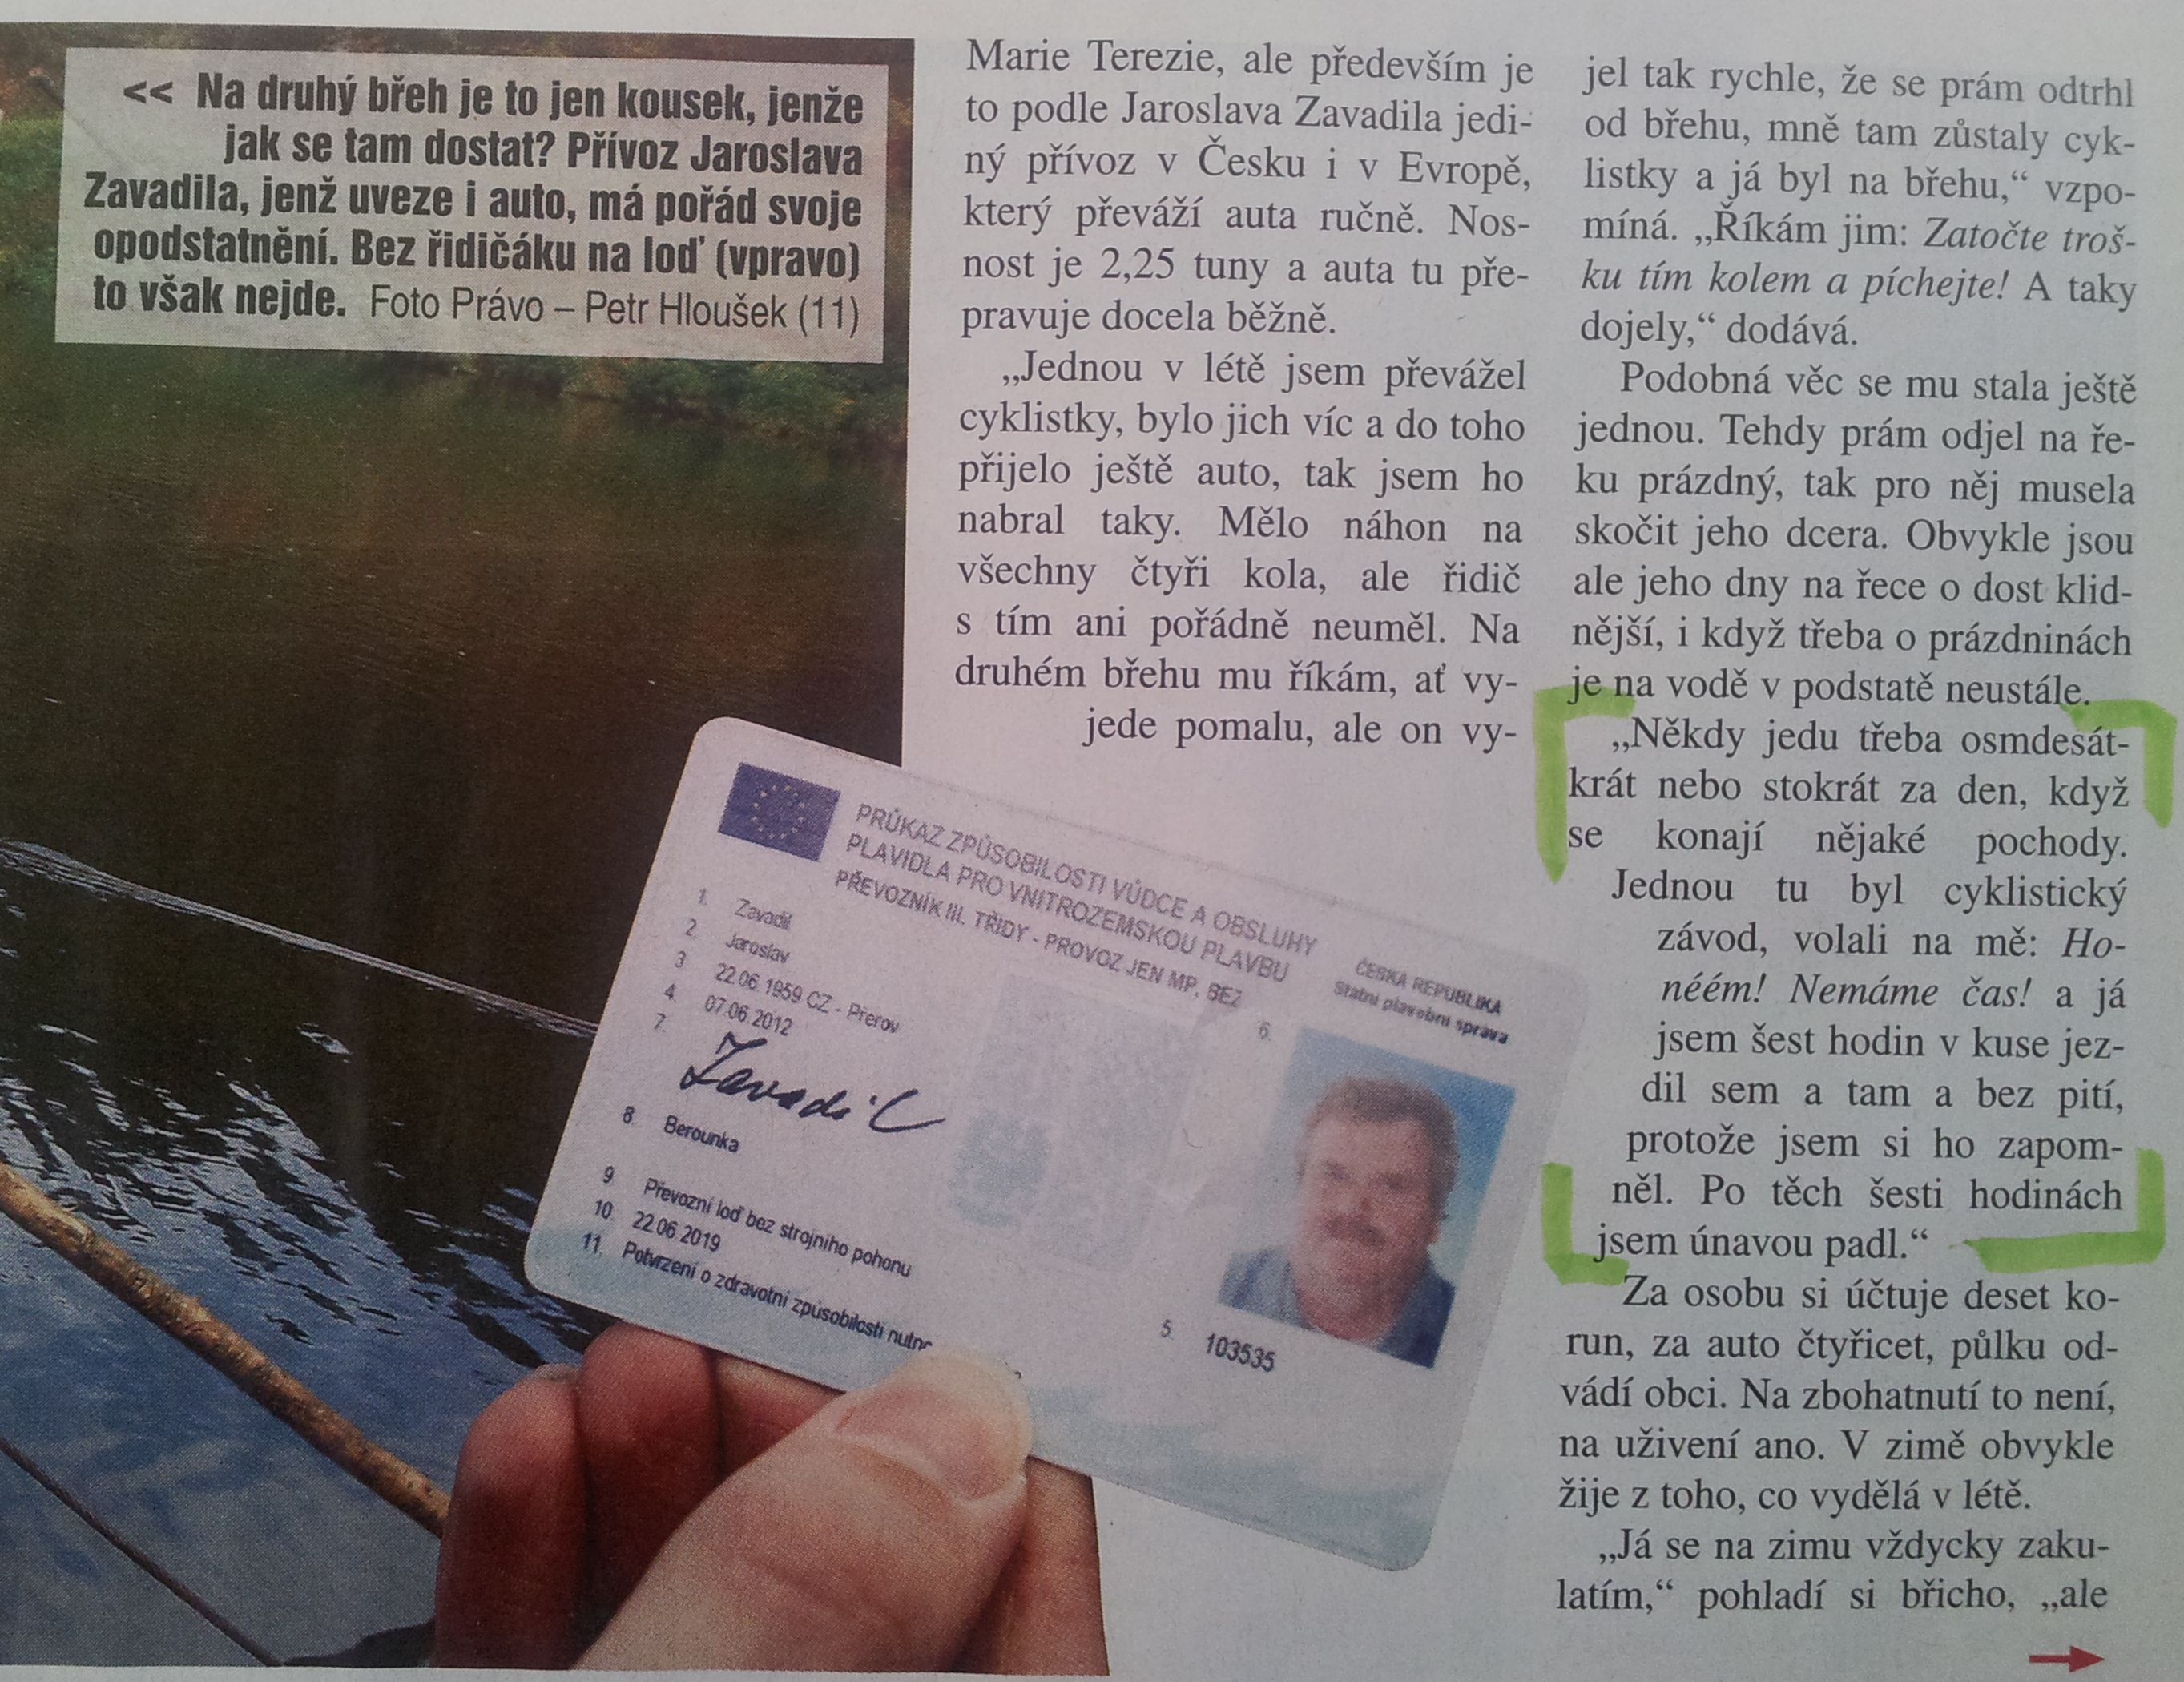 << Na druhý břeh je to jen kousek, jenže
jak se tam dostat? Přívoz Jaroslava
Zavadila, jenž uveze i auto, má pořád svoje
opodstatnění. Bez řidičáku na loď (vpravo)
to však nejde. Foto Právo – Petr Hloušek (11)
Marie Terezie, ale především je
to podle Jaroslava Zavadila jedi-
ný přívoz v Česku i v Evropě,
který převáží auta ručně. Nos-
nost je 2,25 tuny a auta tu pře-
pravuje docela běžně.
„Jednou v létě jsem převážel
cyklistky, bylo jich víc a do toho
přijelo ještě auto, tak jsem ho
nabral taky. Mělo náhon na
všechny čtyři kola, ale řidič
s tím ani pořádně neuměl. Na
druhém břehu mu říkám, ať vy-
jede pomalu, ale on vy-
jel tak rychle, že se prám odtrhl
od břehu, mně tam zůstaly cyk-
listky a já byl na břehu,“ vzpo-
míná. „Říkám jim: Zatočte troš-
ku tím kolem a píchejte! A taky
dojely,“ dodává.
Podobná věc se mu stala ještě
jednou. Tehdy prám odjel na ře-
ku prázdný, tak pro něj musela
skočit jeho dcera. Obvykle jsou
ale jeho dny na řece o dost klid-
nější, i když třeba o prázdninách
je na vodě v podstatě neustále.
„Někdy jedu třeba osmdesát-
krát nebo stokrát za den, když
se konají nějaké pochody.
Jednou tu byl cyklistický
závod, volali na mě: Ho-
néém! Nemáme čas! a já
jsem šest hodin v kuse jez-
dil sem a tam a bez pití,
protože jsem si ho zapom-
něl. Po těch šesti hodinách
jsem únavou padl.“
Za osobu si účtuje deset ko-
run, za auto čtyřicet, půlku od-
vádí obci. Na zbohatnutí to není,
na uživení ano. V zimě obvykle
žije z toho, co vydělá v létě.
„Já se na zimu vždycky zaku-
latím,“ pohladí si břicho, „ale
PRŮKAZ ZPŮSOBILOSTI VŮDCE A OBSLUHY
PLAVIDLA PRO VNITROZEMSKOU PLAVBU
PŘEVOZNÍK III. TŘÍDY - PROVOZ JEN MP, BEZ
ČESKÁ REPUBLIKA
Státní plavební správa
1. Zavadil
2. Jaroslav
3. 22.06.1959 CZ - Přerov
4. 07.06.2012
6.
7. Zavadil
8. Berounka
9. Převozní loď bez strojního pohonu
10. 22.06.2019
11. Potvrzení o zdravotní způsobilosti nutno
5. 103535